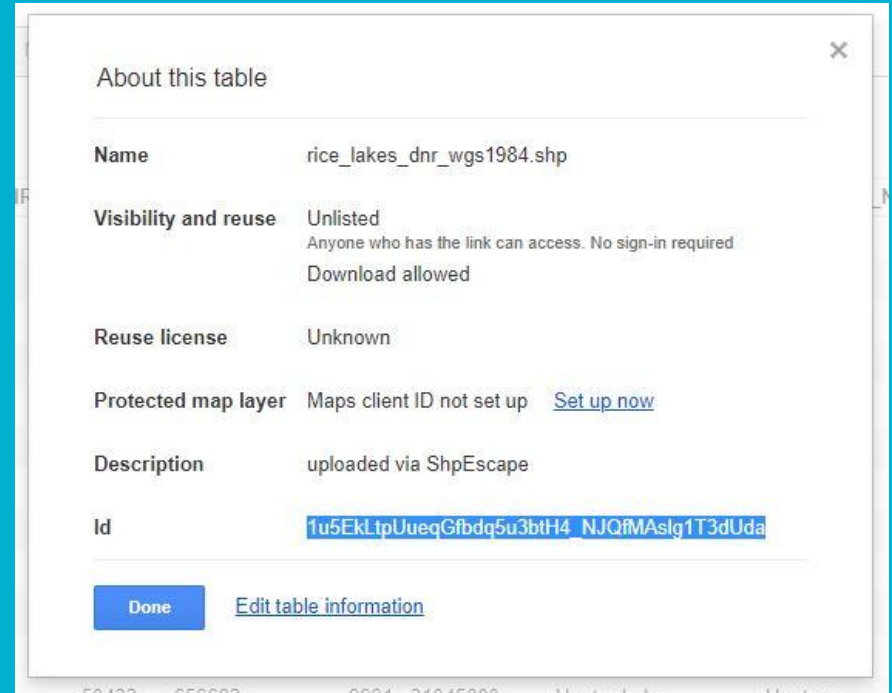 About this table
Name rice_lakes_dnr_wgs1984.shp
Visibility and reuse Unlisted
Anyone who has the link can access. No sign-in required
Download allowed
Reuse license Unknown
Protected map layer Maps client ID not set up Set up now
Description uploaded via ShpEscape
Id 1u5EkLtpUueqGfbdq5u3btH4_NJQfMAslg1T3dUda
Done Edit table information